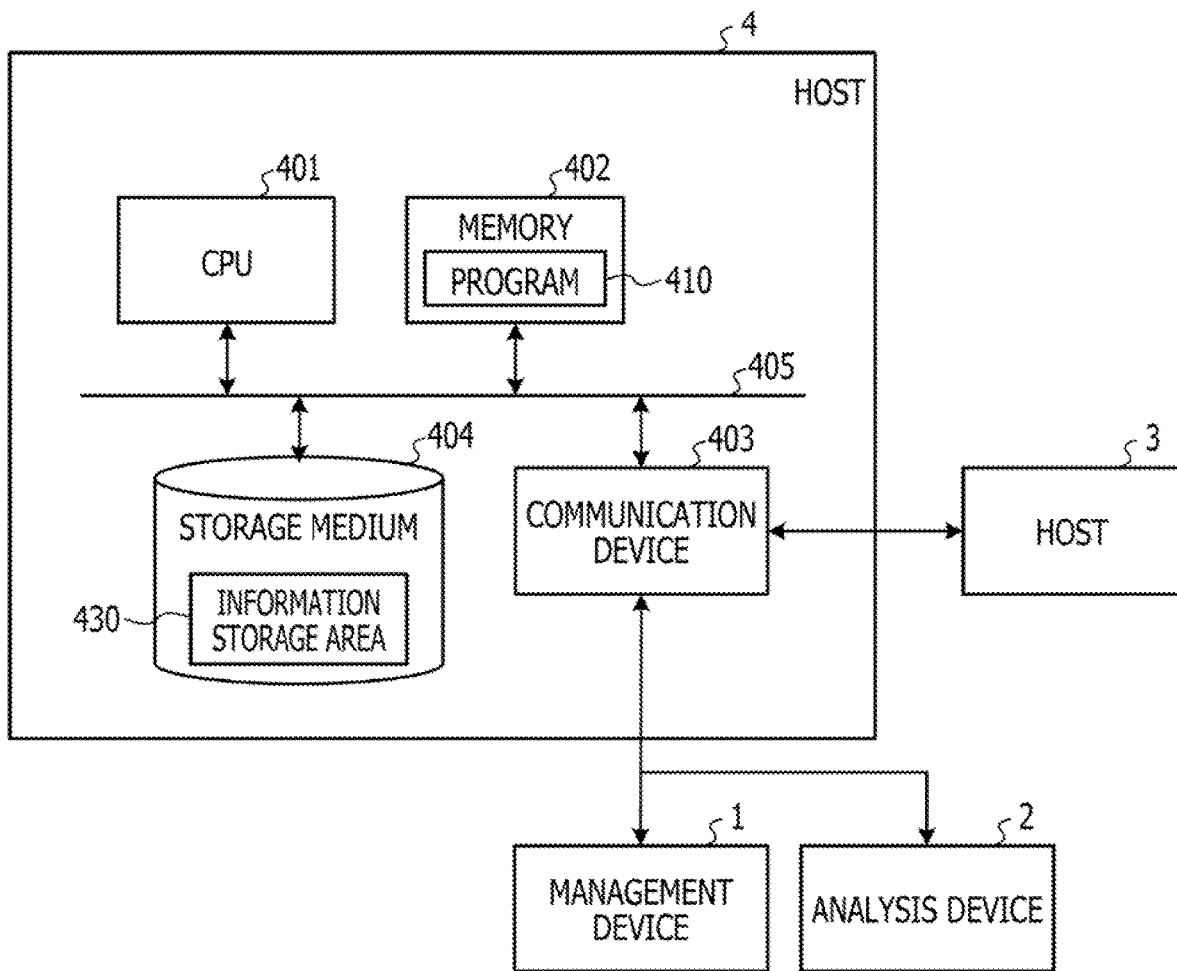 4
HOST
401
CPU
402
MEMORY
PROGRAM
410
405
404
STORAGE MEDIUM
430
INFORMATION
STORAGE AREA
403
COMMUNICATION
DEVICE
3
HOST
1
MANAGEMENT
DEVICE
2
ANALYSIS DEVICE